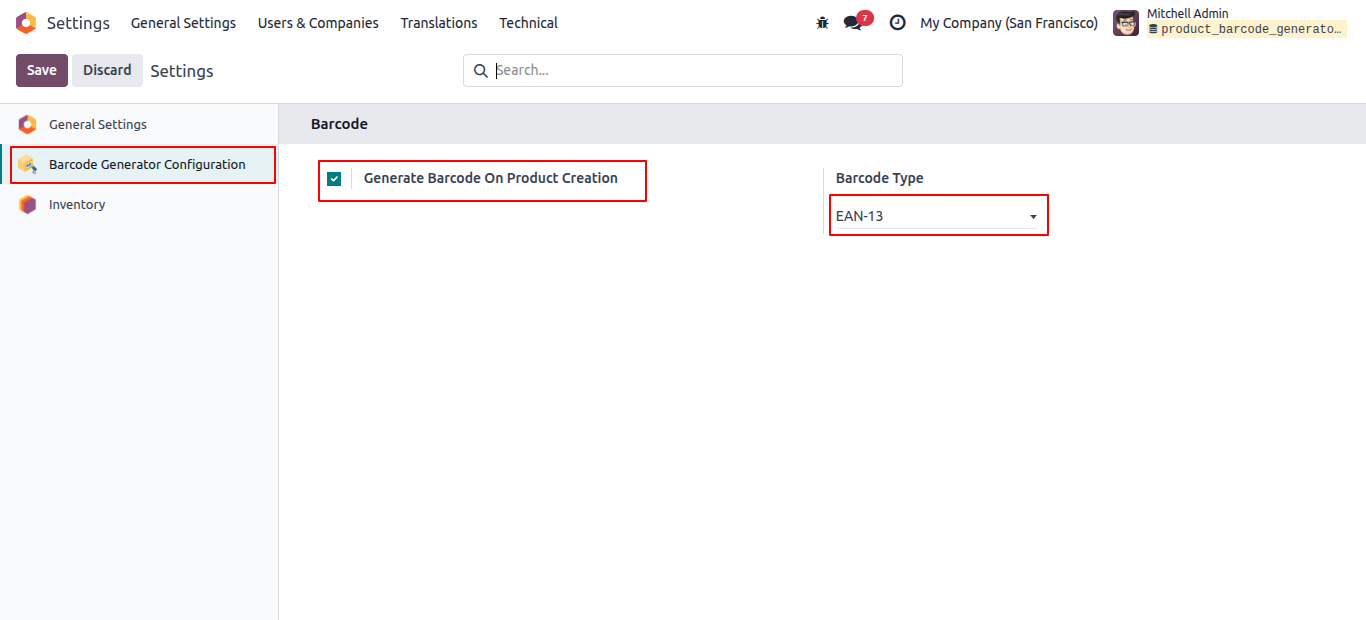 Settings General Settings Users & Companies Translations Technical 7 My Company (San Francisco) Mitchell Admin
product_barcode_generato...
Save Discard Settings Search...
General Settings
Barcode Generator Configuration
Inventory
Barcode
Generate Barcode On Product Creation
Barcode Type
EAN-13